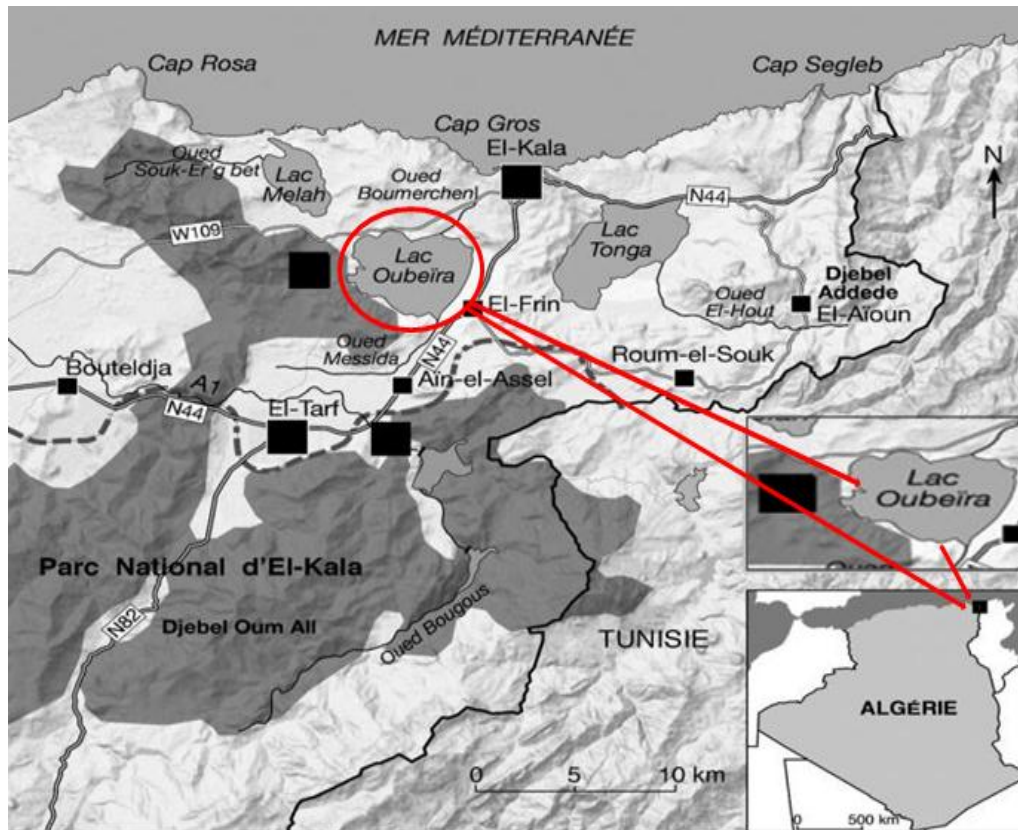 MER MÉDITERRANÉE
Cap Rosa
Cap Segleb
Cap Gros
El-Kala
Oued
Souk-Er'g bet
Lac
Melah
Oued
Boumerchen
N44
N
W109
Lac
Oubeïra
Lac
Tonga
Djebel
Addede
El-Aïoun
Oued
El-Hout
El-Frin
Oued
Messida
N44
Roum-el-Souk
Bouteldja
A1
Aïn-el-Assel
N44
El-Tarf
Lac
Oubeïra
Parc National d'El-Kala
N82
Djebel Oum All
Oued Bougous
TUNISIE
ALGÉRIE
0 5 10 km
0 500 km